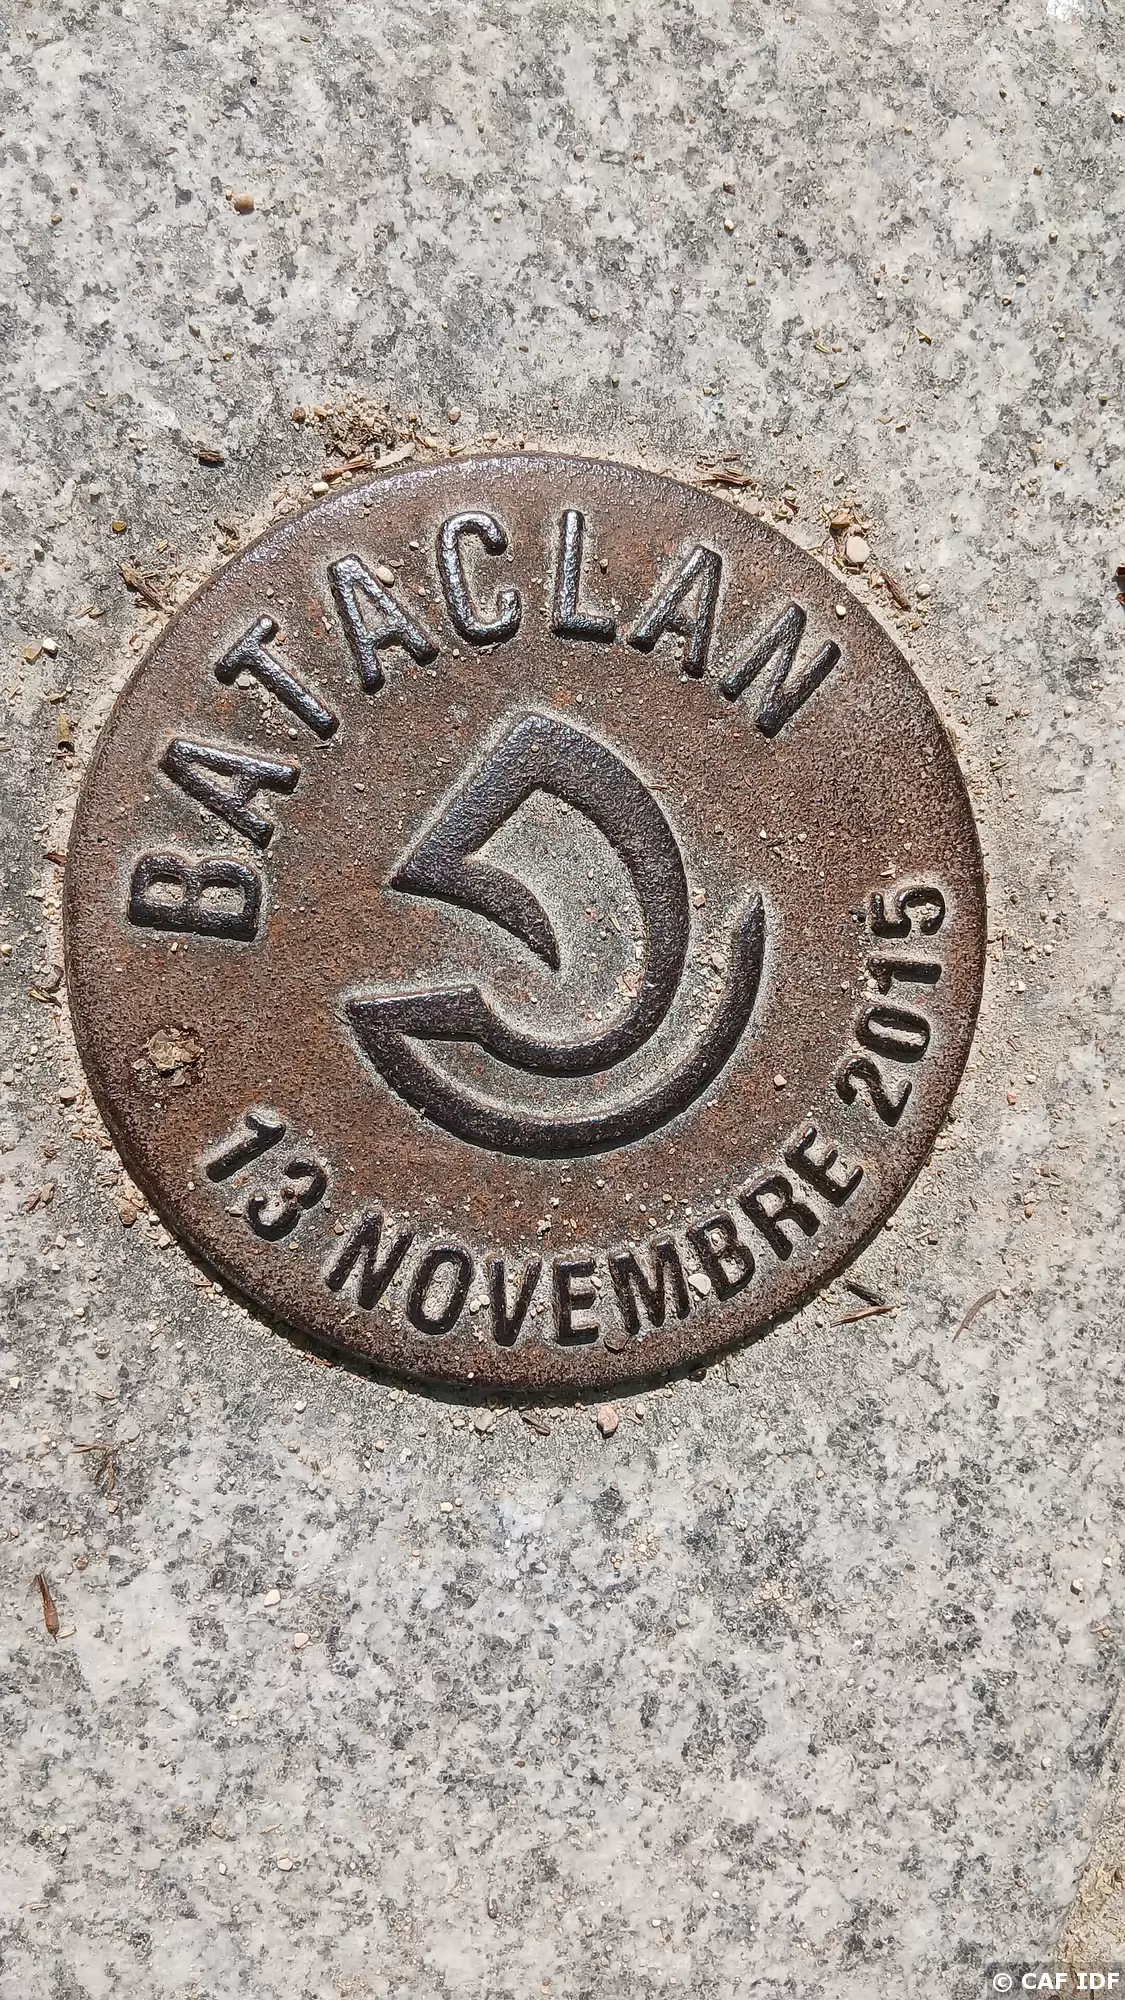 BATACLAN
13 NOVEMBRE 2015
© CAF IDF